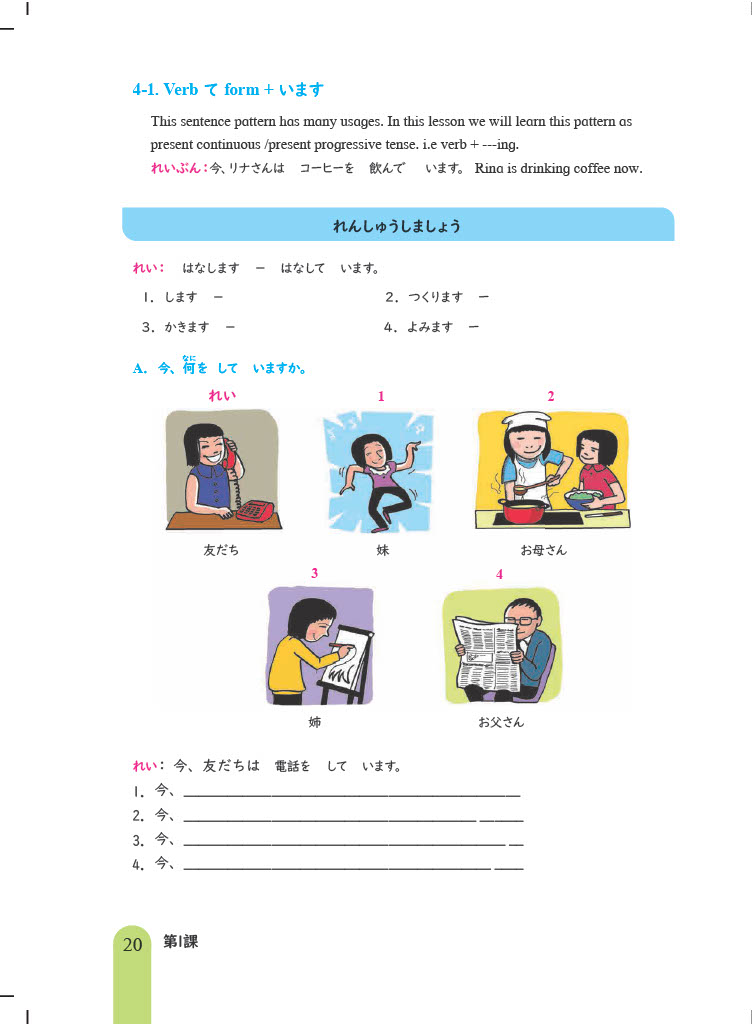 4-1. Verb て form + います
This sentence pattern has many usages. In this lesson we will learn this pattern as
present continuous /present progressive tense. i.e verb + ---ing.
れいぶん：今、リナさんは　コーヒーを　飲んで　います。 Rina is drinking coffee now.
れんしゅうしましょう
れい：　はなします　－　はなして　います。
1. します　－　2. つくります　－
3. かきます　－　4. よみます　－
なに
A. 今、何を　して　いますか。
れい　1　2
友だち　妹　お母さん
3　4
姉　お父さん
れい：今、友だちは　電話を　して　います。
1. 今、____________________
2. 今、____________________
3. 今、____________________
4. 今、____________________
20　第1課